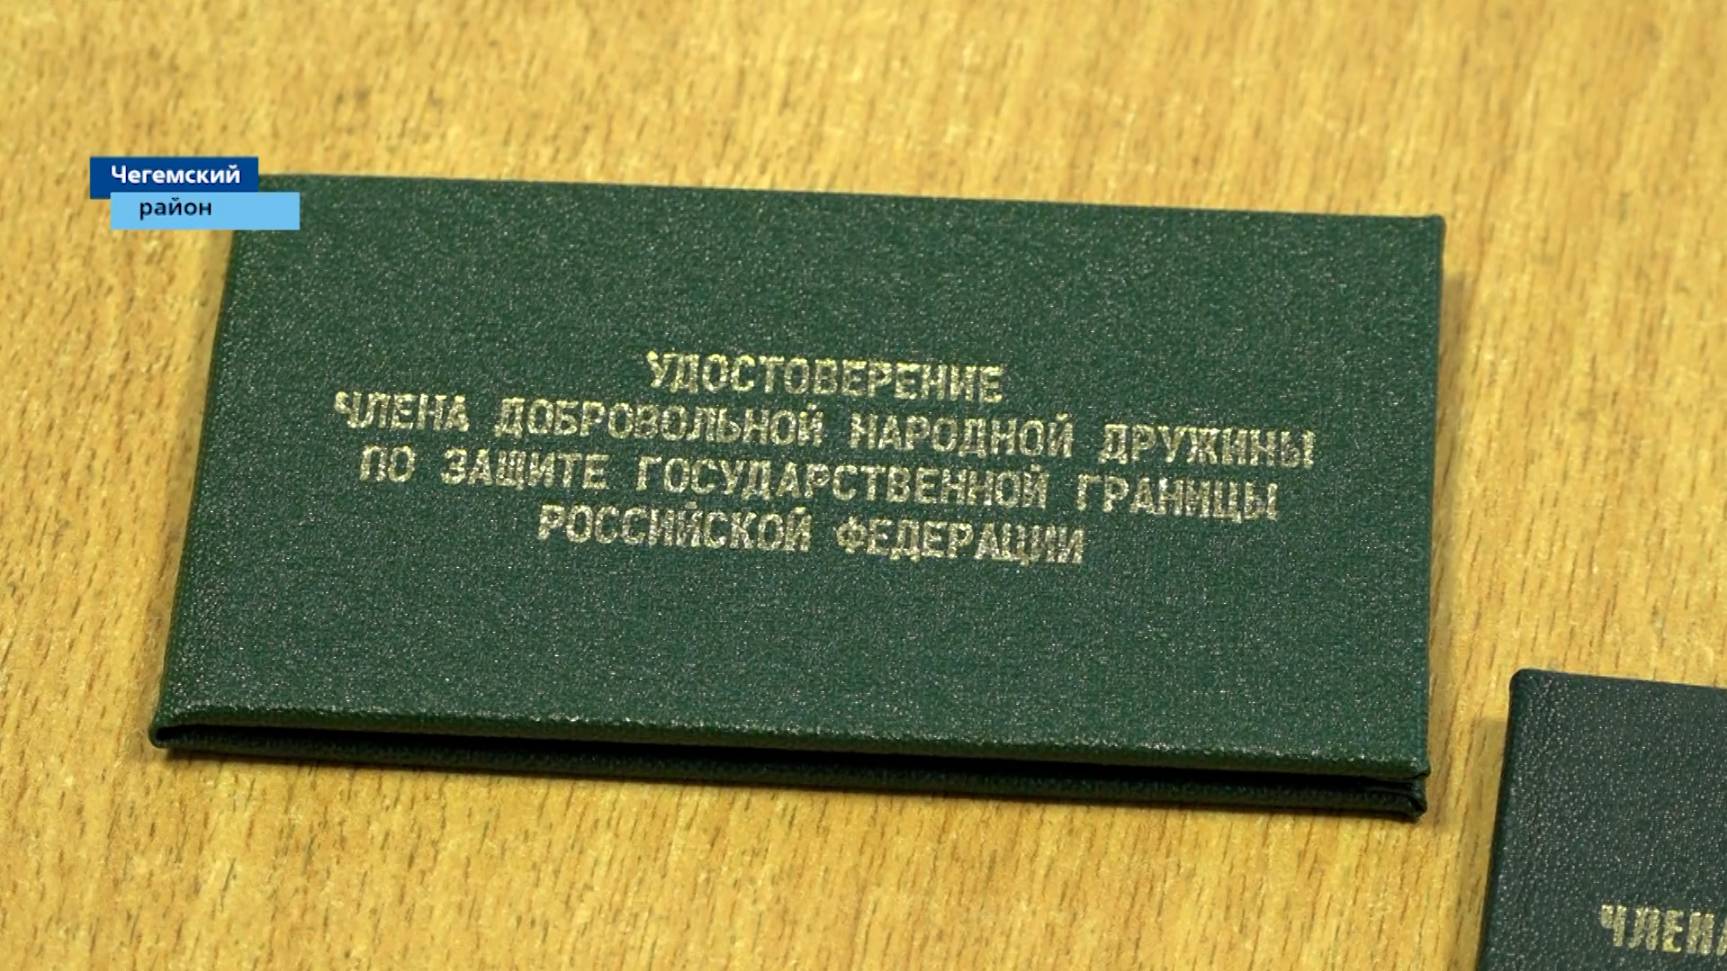 Чегемский
район
УДОСТОВЕРЕНИЕ
ЧЛЕНА ДОБРОВОЛЬНОЙ НАРОДНОЙ ДРУЖИНЫ
ПО ЗАЩИТЕ ГОСУДАРСТВЕННОЙ ГРАНИЦЫ
РОССИЙСКОЙ ФЕДЕРАЦИИ